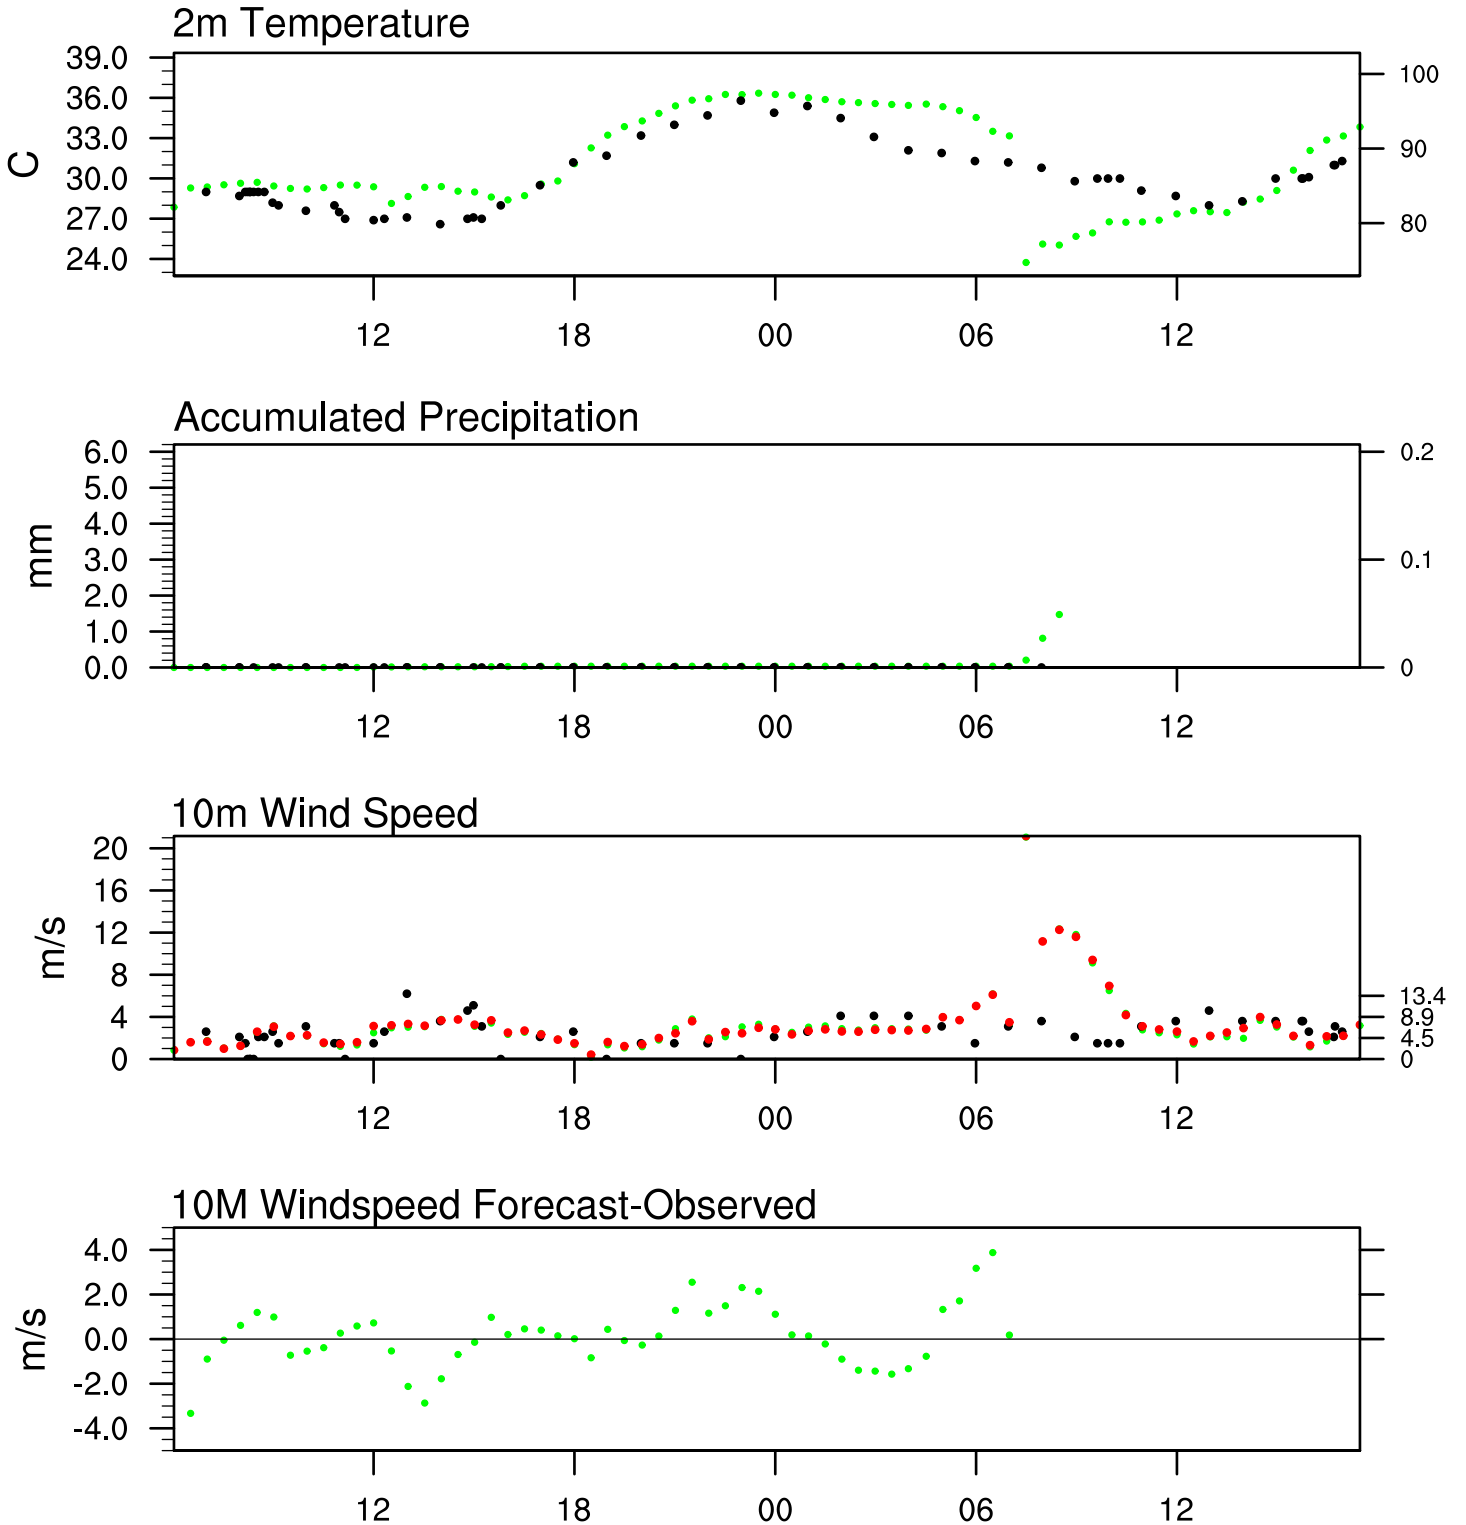 2m Temperature
39.0
36.0
33.0
30.0
27.0
24.0
C
100
90
80
12 18 00 06 12
Accumulated Precipitation
6.0
5.0
4.0
3.0
2.0
1.0
0.0
mm
0.2
0.1
0
12 18 00 06 12
10m Wind Speed
20
16
12
8
4
0
m/s
13.4
8.9
4.5
0
12 18 00 06 12
10M Windspeed Forecast-Observed
4.0
2.0
0.0
-2.0
-4.0
m/s
12 18 00 06 12